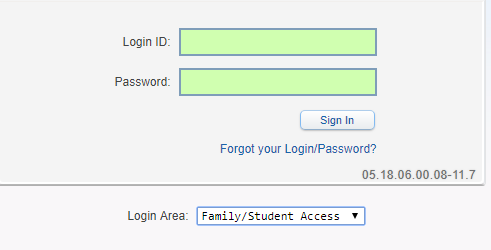 Login ID:
Password:
Sign In
Forgot your Login/Password?
05.18.06.00.08-11.7
Login Area: Family/Student Access